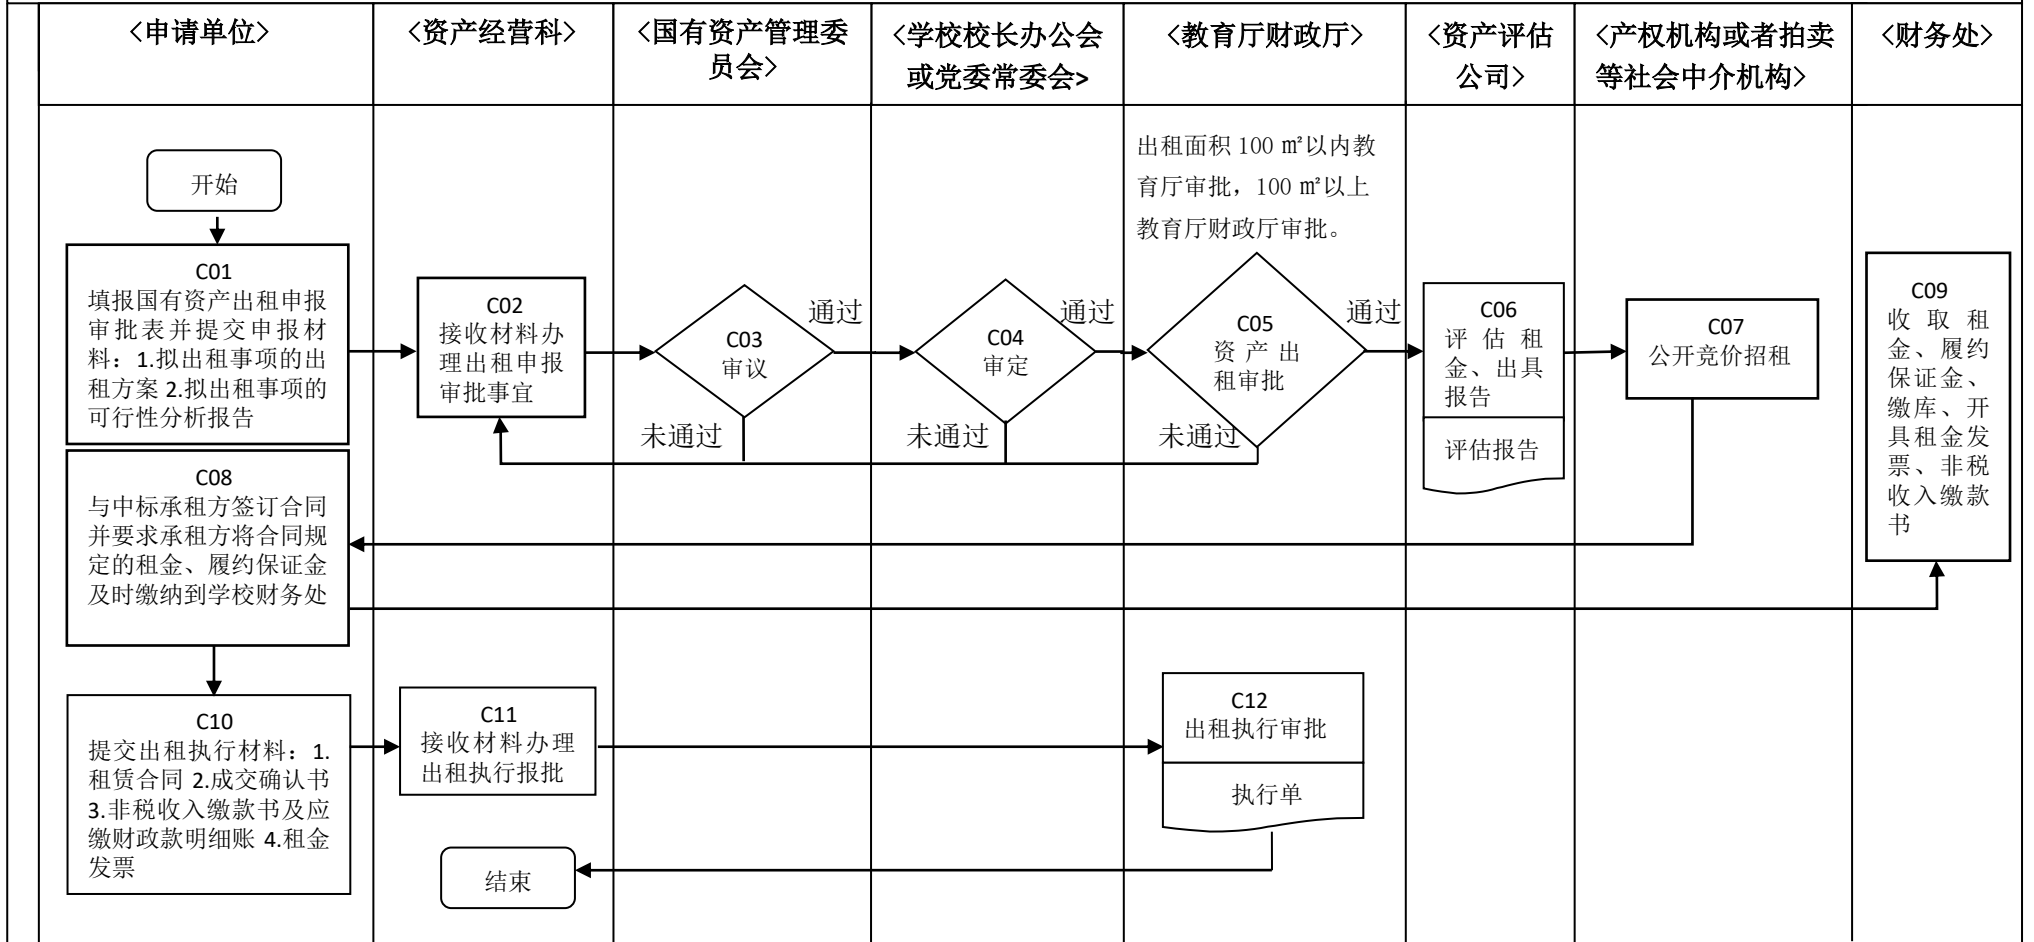 〈申请单位〉
〈资产经营科〉
〈国有资产管理委
员会〉
〈学校校长办公会
或党委常委会>
〈教育厅财政厅〉
〈资产评估
公司〉
〈产权机构或者拍卖
等社会中介机构〉
〈财务处〉
开始
C01
填报国有资产出租申报
审批表并提交申报材
料：1.拟出租事项的出
租方案 2.拟出租事项的
可行性分析报告
C02
接收材料办
理出租申报
审批事宜
C03
审议
通过
未通过
C04
审定
通过
未通过
出租面积 100 ㎡以内教
育厅审批，100 ㎡以上
教育厅财政厅审批。
C05
资产出
租审批
通过
未通过
C06
评估租
金、出具
报告
评估报告
C07
公开竞价招租
C08
与中标承租方签订合同
并要求承租方将合同规
定的租金、履约保证金
及时缴纳到学校财务处
C09
收取租
金、履约
保证金、
缴库、开
具租金发
票、非税
收入缴款
书
C10
提交出租执行材料：1.
租赁合同 2.成交确认书
3.非税收入缴款书及应
缴财政款明细账 4.租金
发票
C11
接收材料办理
出租执行报批
C12
出租执行审批
执行单
结束